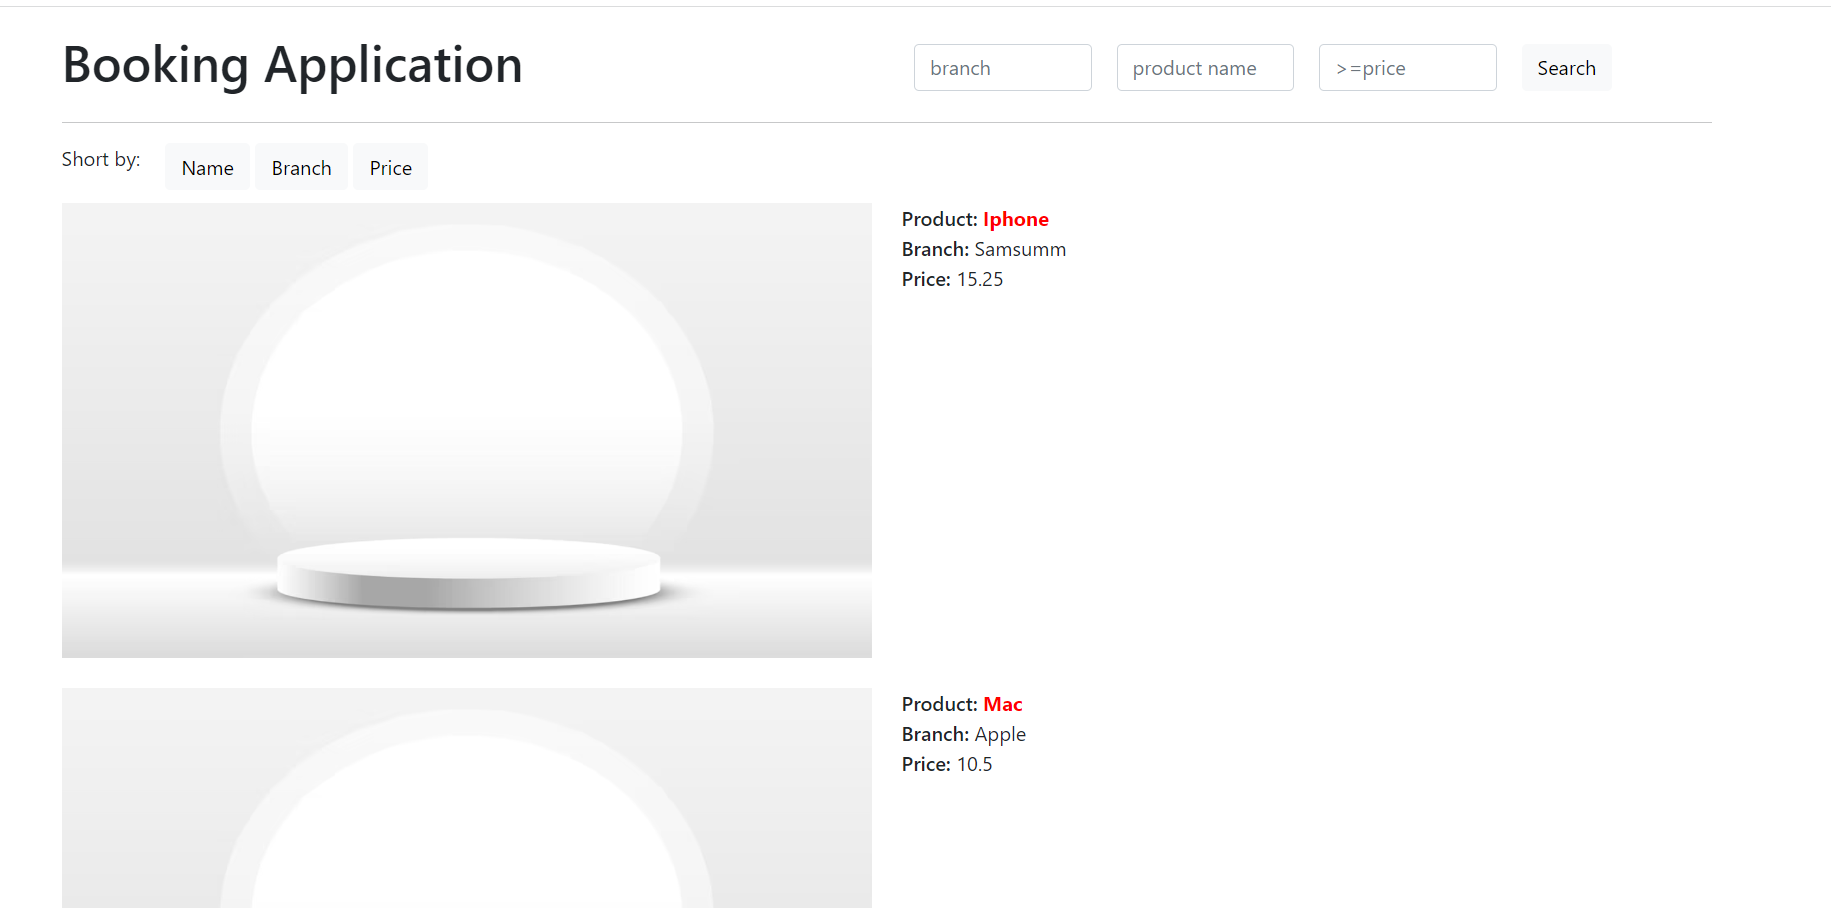 Booking Application
branch product name >=price Search
Short by: Name Branch Price
Product: Iphone
Branch: Samsumm
Price: 15.25
Product: Mac
Branch: Apple
Price: 10.5